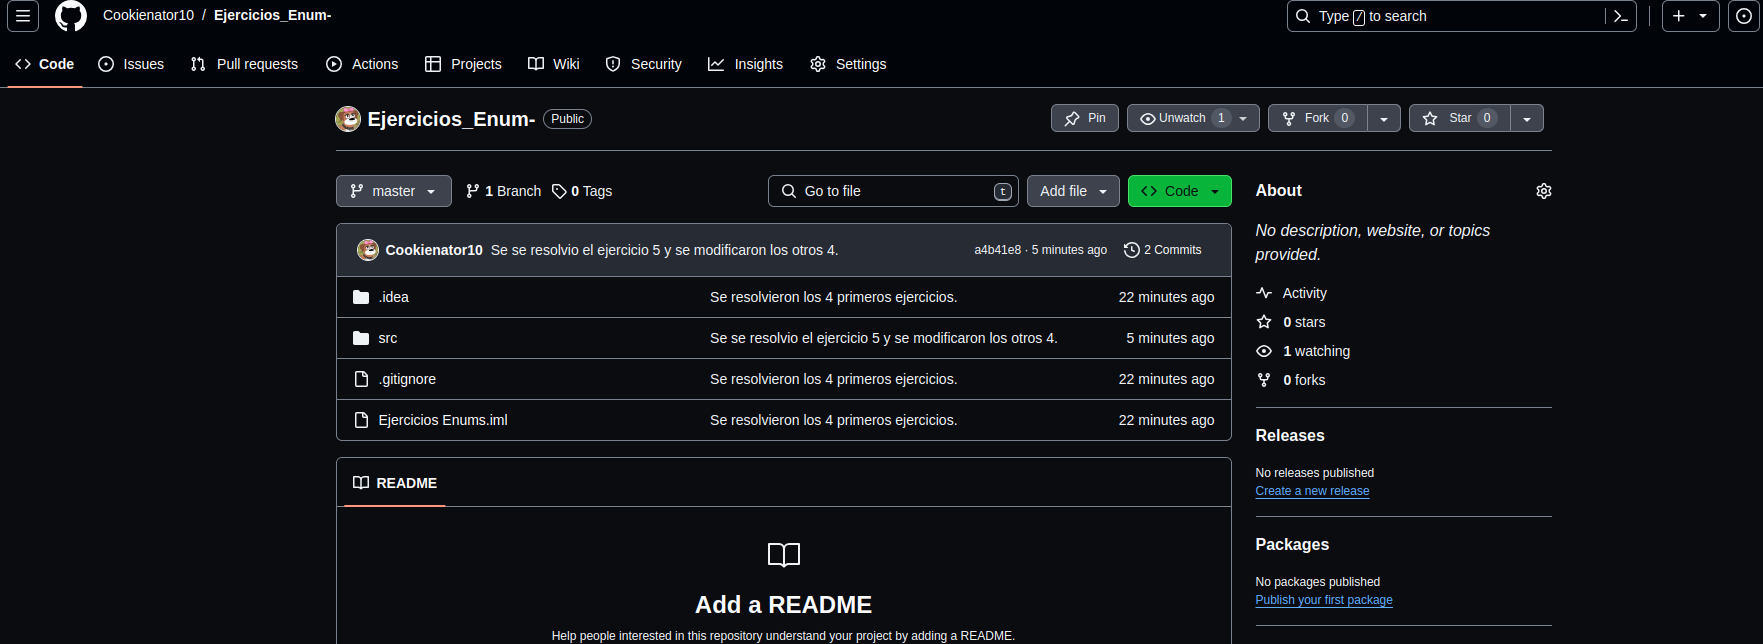 Cookienator10 / Ejercicios_Enum-
Type / to search
Code Issues Pull requests Actions Projects Wiki Security Insights Settings
Ejercicios_Enum- Public
Pin Unwatch 1 Fork 0 Star 0
master 1 Branch 0 Tags Go to file t Add file Code
Cookienator10 Se se resolvio el ejercicio 5 y se modificaron los otros 4. a4b41e8 · 5 minutes ago 2 Commits
.idea Se resolvieron los 4 primeros ejercicios. 22 minutes ago
src Se se resolvio el ejercicio 5 y se modificaron los otros 4. 5 minutes ago
.gitignore Se resolvieron los 4 primeros ejercicios. 22 minutes ago
Ejercicios Enums.iml Se resolvieron los 4 primeros ejercicios. 22 minutes ago
README
Add a README
Help people interested in this repository understand your project by adding a README.
About
No description, website, or topics
provided.
Activity
0 stars
1 watching
0 forks
Releases
No releases published
Create a new release
Packages
No packages published
Publish your first package